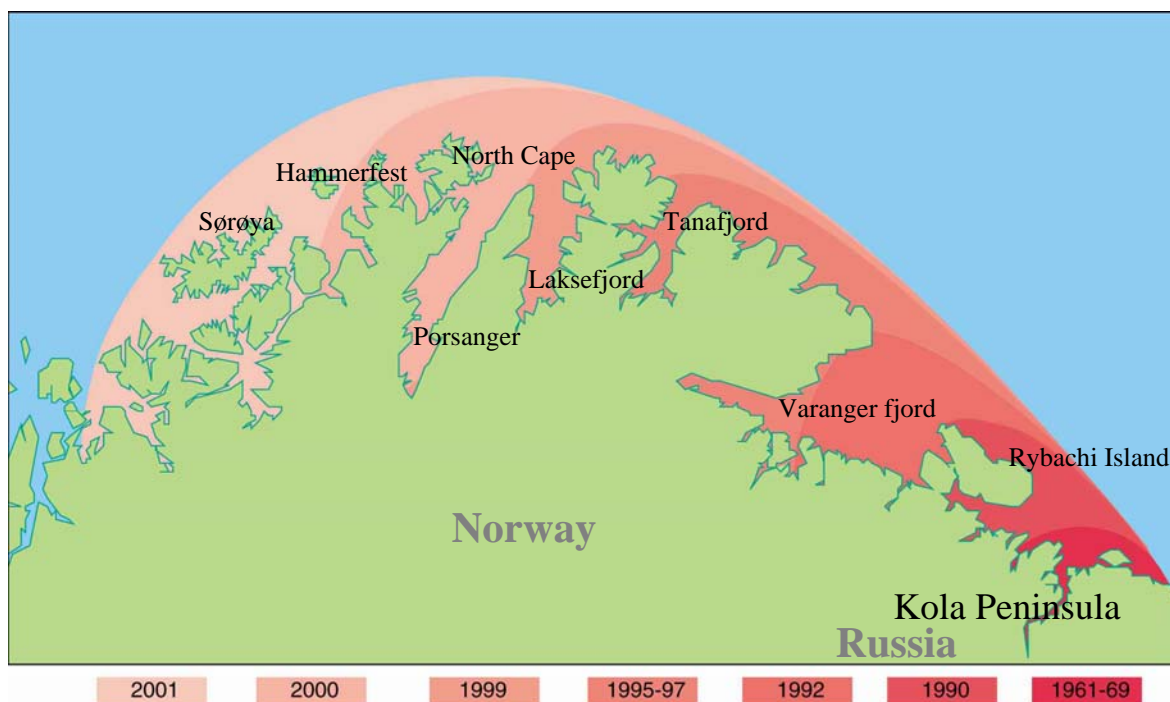 North Cape
Hammerfest
Sørøya
Tanafjord
Laksefjord
Porsanger
Varanger fjord
Rybachi Island
Norway
Kola Peninsula
Russia
2001 2000 1999 1995-97 1992 1990 1961-69